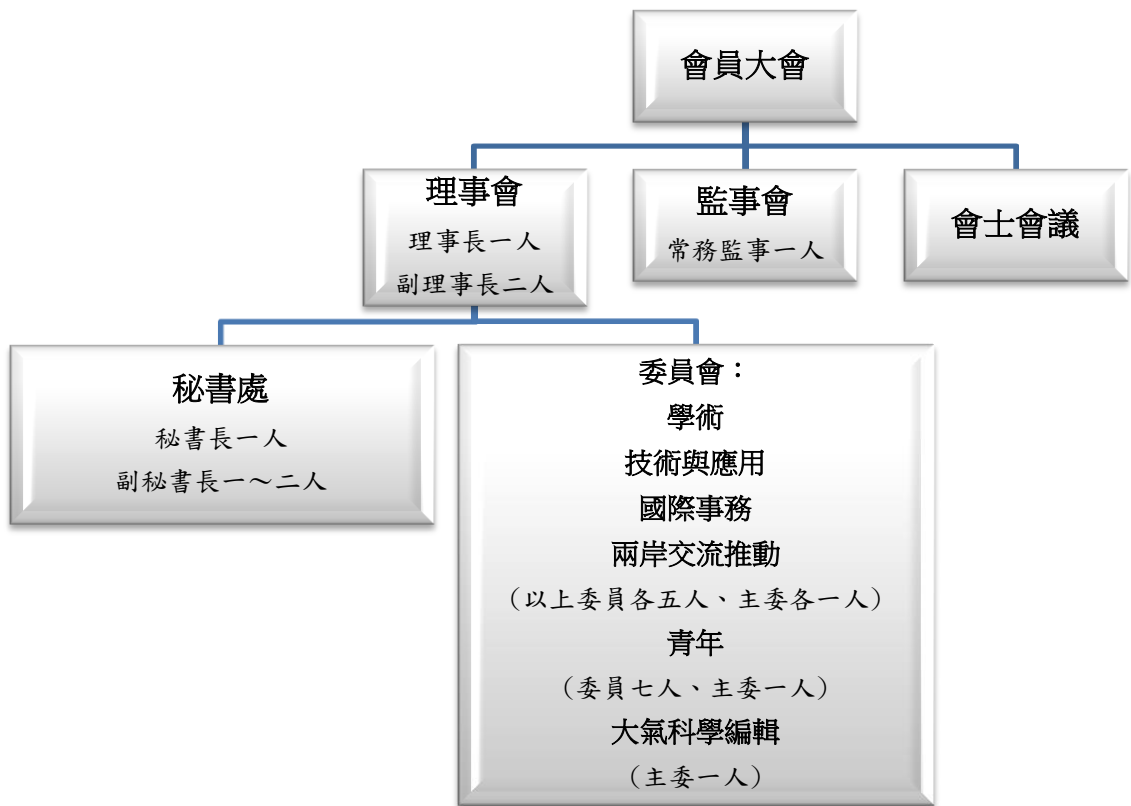 會員大會
理事會
理事長一人
副理事長二人
監事會
常務監事一人
會士會議
秘書處
秘書長一人
副秘書長一～二人
委員會：
學術
技術與應用
國際事務
兩岸交流推動
（以上委員各五人、主委各一人）
青年
（委員七人、主委一人）
大氣科學編輯
（主委一人）